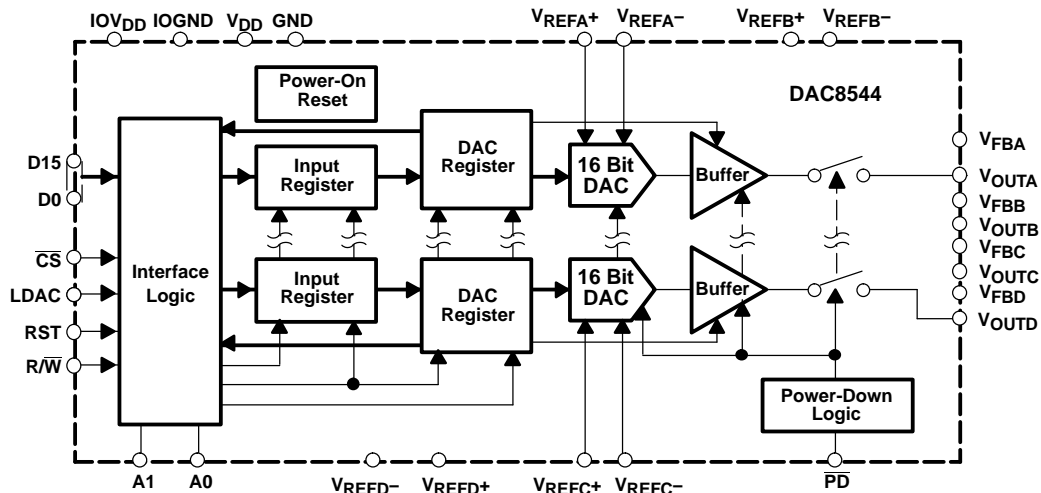 IOVDD IOGND VDD GND VREFA+ VREFA− VREFB+ VREFB−
Power-On
Reset
DAC8544
Interface
Logic
DAC
Register
Input
Register
16 Bit
DAC
Buffer
D15
D0
CS
LDAC
RST
R/W
VFBA
VOUTA
VFBB
VOUTB
VFBC
VOUTC
VFBD
VOUTD
Input
Register
DAC
Register
16 Bit
DAC
Buffer
Power-Down
Logic
A1 A0 VREFD− VREFD+ VREFC+ VREFC− PD